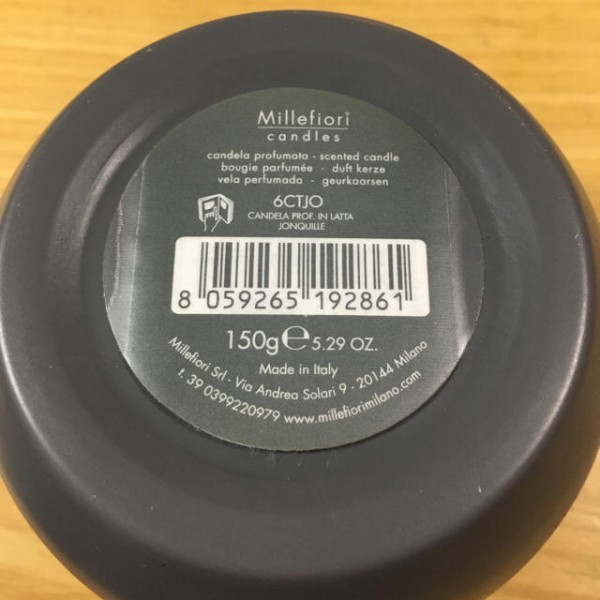 Millefiori
candles
candela profumata - scented candle
bougie parfumée - duft kerze
vela perfumada - geurkaarsen
6CTJO
CANDELA PROF. IN LATTA
JONQUILLE
8 059265 192861
150g e 5.29 OZ.
Made in Italy
Millefiori Srl - Via Andrea Solari 9 - 20144 Milano
t. 39 0399220979 www.millefiorimilano.com